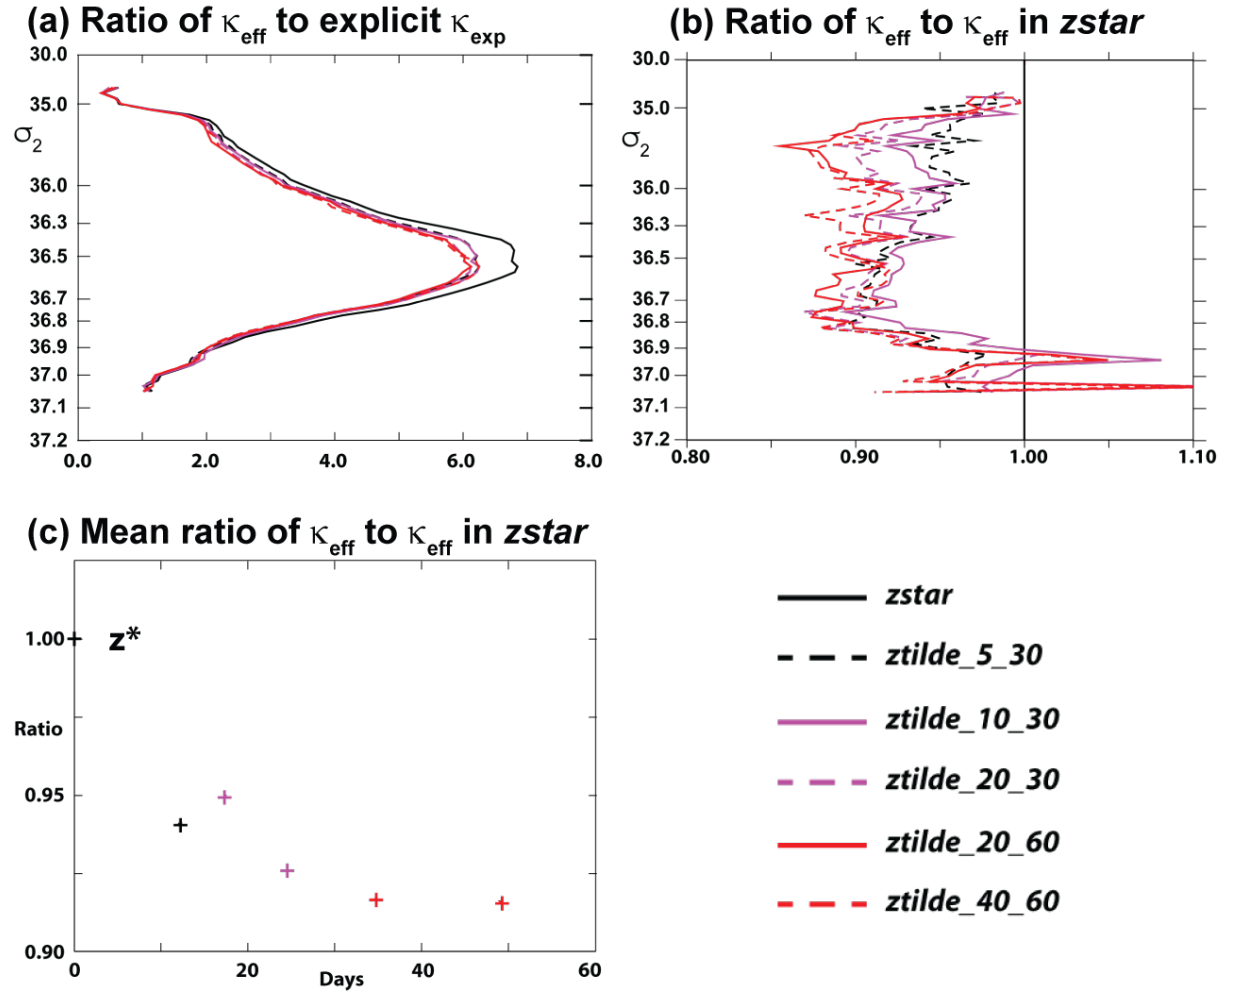 (a) Ratio of κeff to explicit κexp
30.0
35.0
σ2
36.0
36.3
36.5
36.7
36.8
36.9
37.0
37.1
37.2
0.0 2.0 4.0 6.0 8.0
(b) Ratio of κeff to κeff in zstar
30.0
35.0
σ2
36.0
36.3
36.5
36.7
36.8
36.9
37.0
37.1
37.2
0.80 0.90 1.00 1.10
(c) Mean ratio of κeff to κeff in zstar
1.00
z*
Ratio
0.95
0.90
0 20 40 60
Days
zstar
ztilde_5_30
ztilde_10_30
ztilde_20_30
ztilde_20_60
ztilde_40_60